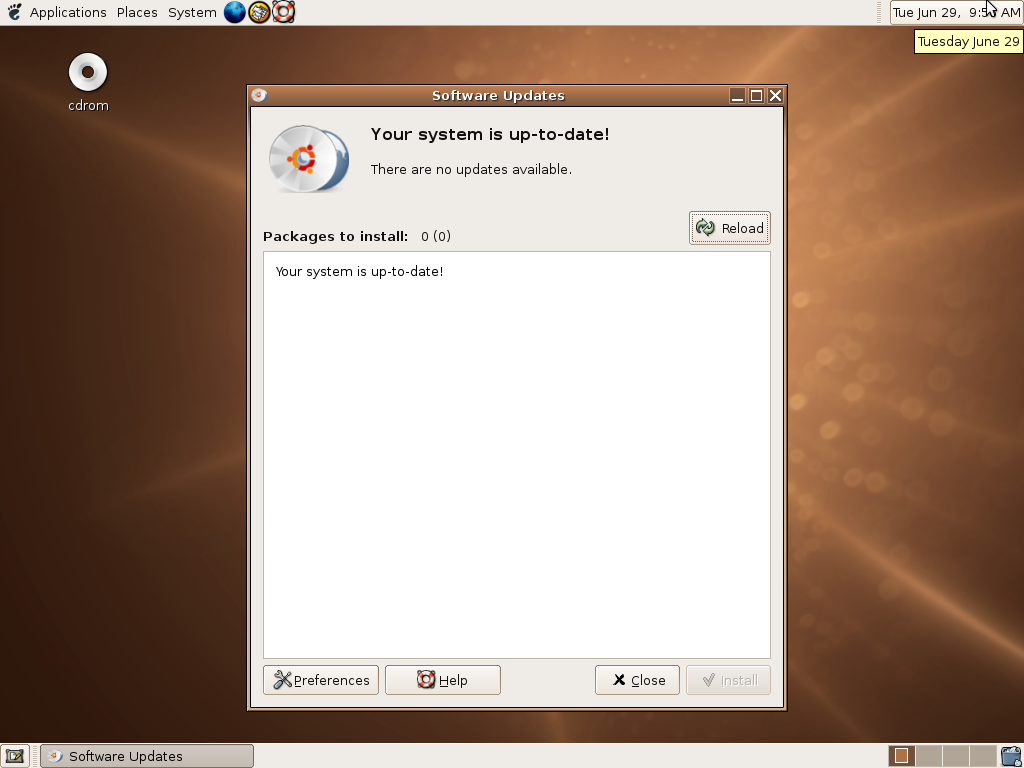 Applications Places System
Tue Jun 29, 9:5 AM
Tuesday June 29
cdrom
Software Updates
Your system is up-to-date!
There are no updates available.
Packages to install: 0 (0)
Reload
Your system is up-to-date!
Preferences
Help
Close
Install
Software Updates